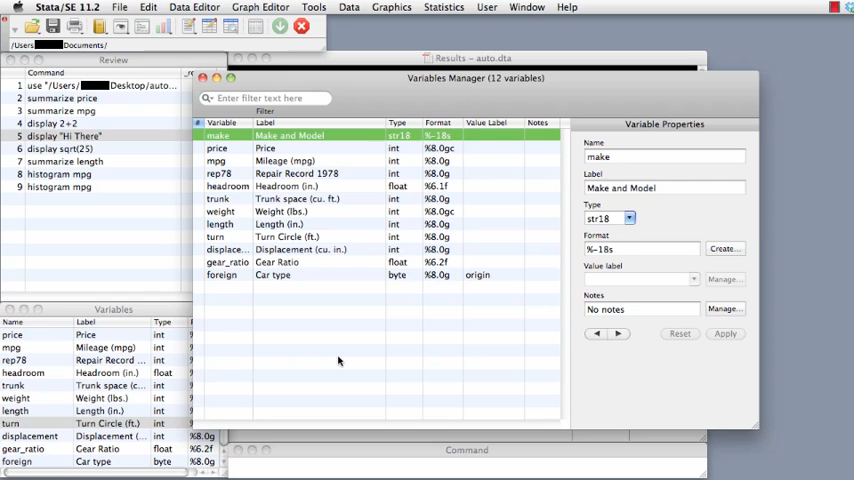 Stata/SE 11.2 File Edit Data Editor Graph Editor Tools Data Graphics Statistics User Window Help
/Users Documents/
Review
Results - auto.dta
Command _rc
1 use "/Users/ Desktop/auto...
2 summarize price
3 summarize mpg
4 display 2+2
5 display "Hi There"
6 display sqrt(25)
7 summarize length
8 histogram mpg
9 histogram mpg
Variables Manager (12 variables)
Enter filter text here
Filter
# Variable Label Type Format Value Label Notes
make Make and Model str18 %-18s
price Price int %8.0gc
mpg Mileage (mpg) int %8.0g
rep78 Repair Record 1978 int %8.0g
headroom Headroom (in.) float %6.1f
trunk Trunk space (cu. ft.) int %8.0g
weight Weight (lbs.) int %8.0gc
length Length (in.) int %8.0g
turn Turn Circle (ft.) int %8.0g
displace... Displacement (cu. in.) int %8.0g
gear_ratio Gear Ratio float %6.2f
foreign Car type byte %8.0g origin
Variable Properties
Name
make
Label
Make and Model
Type
str18
Format
%-18s
Create...
Value label
Manage...
Notes
No notes
Manage...
Reset Apply
Variables
Name Label Type F
price Price int %8
mpg Mileage (mpg) int %8
rep78 Repair Record ... int %8
headroom Headroom (in.) float %6
trunk Trunk space (c... int %8
weight Weight (lbs.) int %8
length Length (in.) int %8
turn Turn Circle (ft.) int %8
displacement Displacement (... int %8.0g
gear_ratio Gear Ratio float %6.2f
foreign Car type byte %8.0g
Command